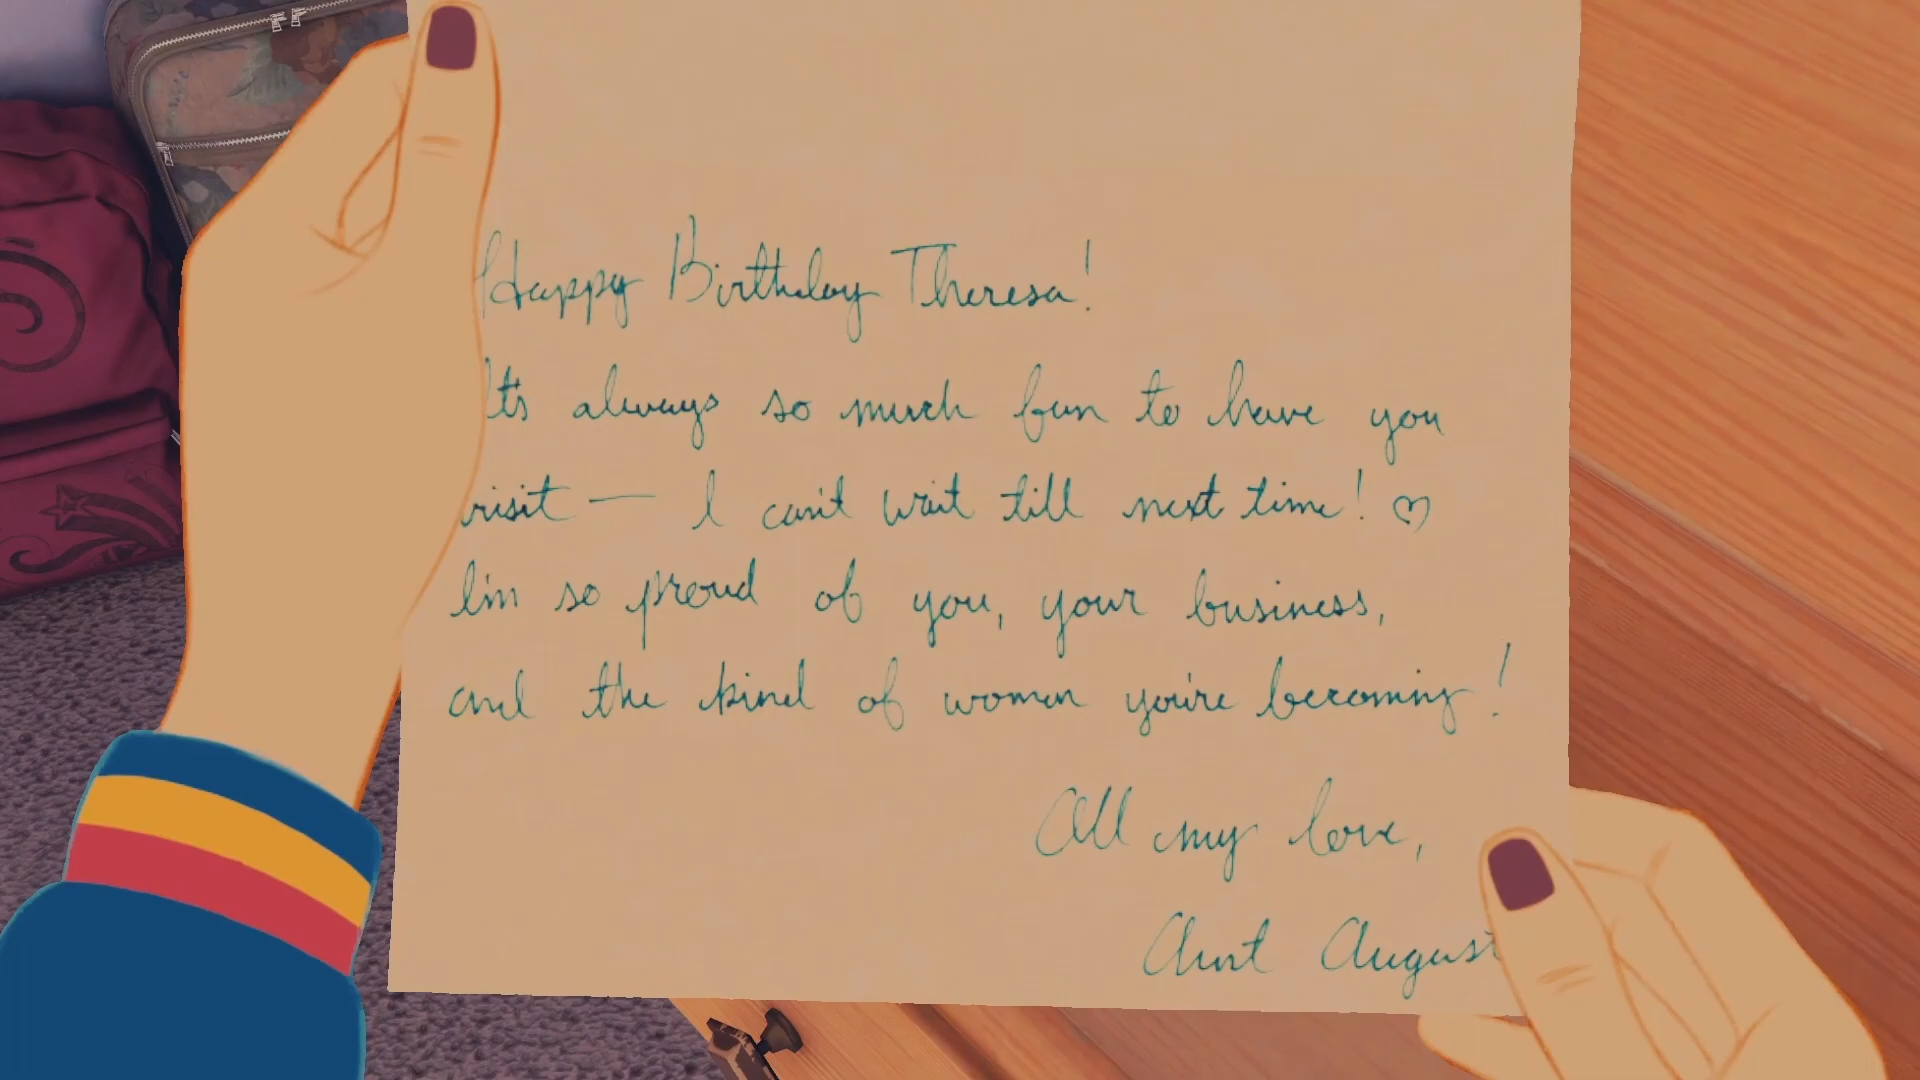 Happy Birthday Theresa!
It's always so much fun to have you
visit — I can't wait till next time! ♡
I'm so proud of you, your business,
and the kind of woman you're becoming!
All my love,
Aunt August